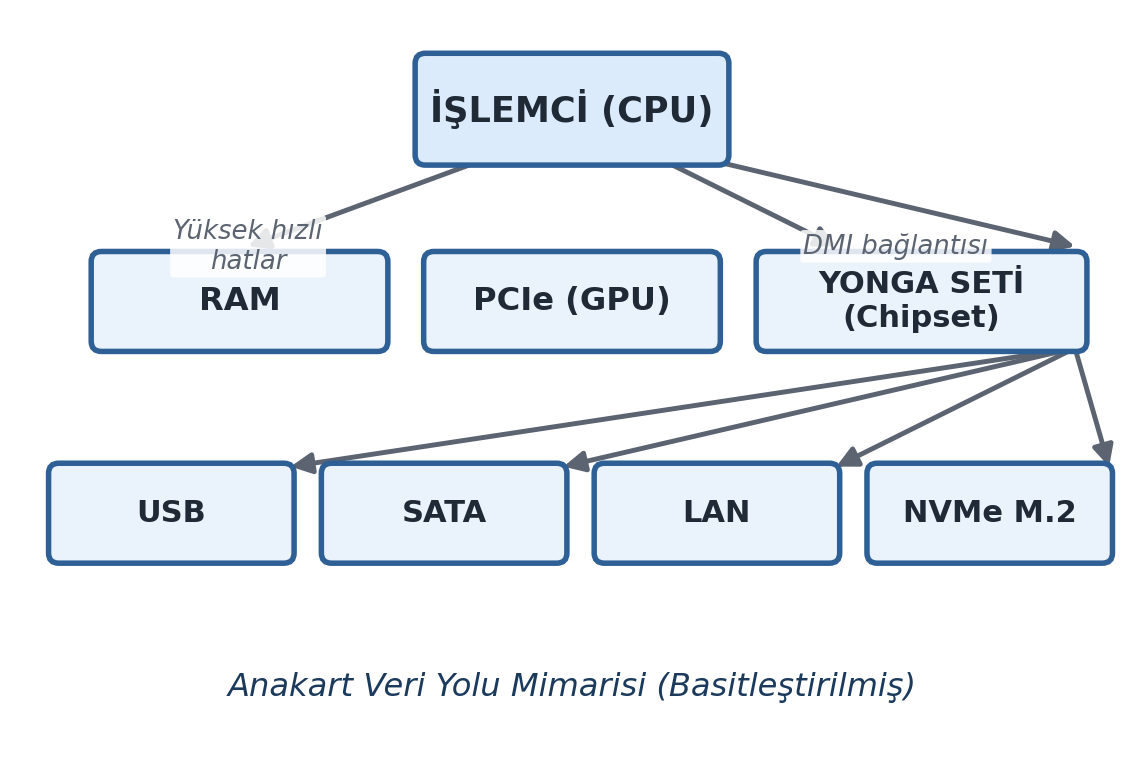 İŞLEMCİ (CPU)
Yüksek hızlı
hatlar
DMI bağlantısı
RAM
PCIe (GPU)
YONGA SETİ
(Chipset)
USB
SATA
LAN
NVMe M.2
Anakart Veri Yolu Mimarisi (Basitleştirilmiş)